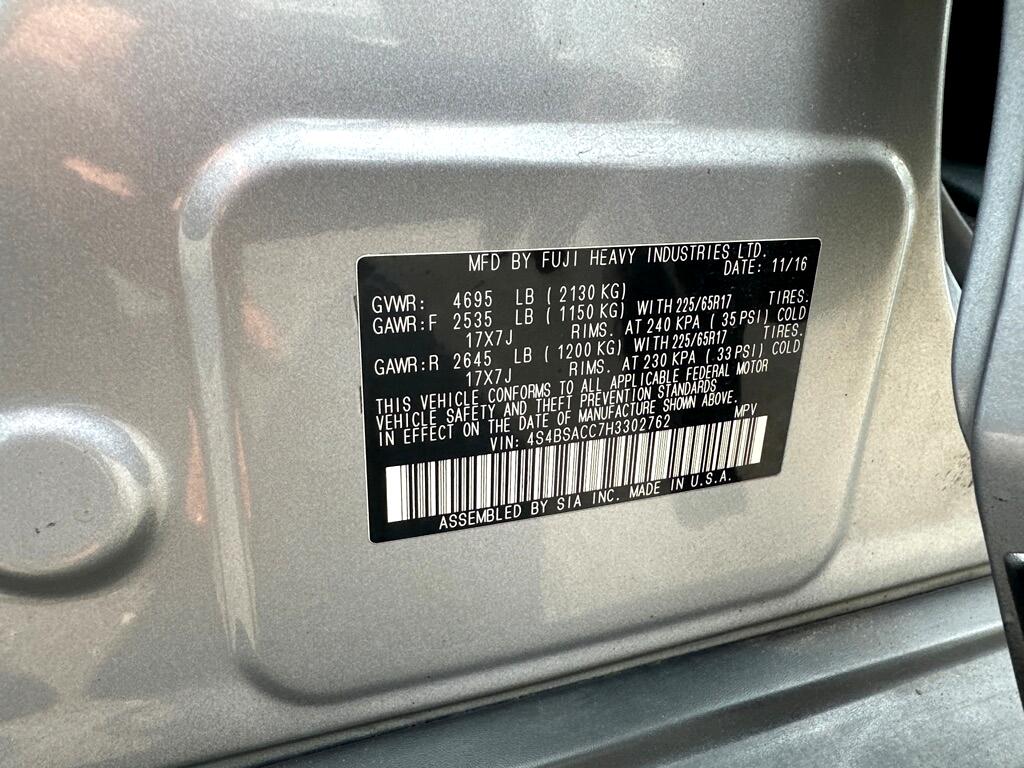 MFD BY FUJI HEAVY INDUSTRIES LTD.
DATE: 11/16
GVWR: 4695 LB ( 2130 KG)
GAWR:F 2535 LB ( 1150 KG) WITH 225/65R17 TIRES.
17X7J RIMS. AT 240 KPA ( 35 PSI) COLD
GAWR:R 2645 LB ( 1200 KG) WITH 225/65R17 TIRES.
17X7J RIMS. AT 230 KPA ( 33 PSI) COLD
THIS VEHICLE CONFORMS TO ALL APPLICABLE FEDERAL MOTOR
VEHICLE SAFETY AND THEFT PREVENTION STANDARDS
IN EFFECT ON THE DATE OF MANUFACTURE SHOWN ABOVE.
VIN: 4S4BSACC7H3302762 MPV
ASSEMBLED BY SIA INC. MADE IN U.S.A.